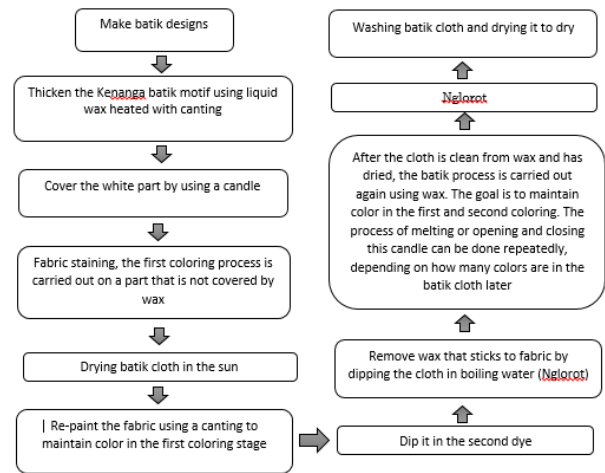 Make batik designs
Thicken the Kenanga batik motif using liquid
wax heated with canting
Cover the white part by using a candle
Fabric staining, the first coloring process is
carried out on a part that is not covered by
wax
Drying batik cloth in the sun
Re-paint the fabric using a canting to
maintain color in the first coloring stage
Dip it in the second dye
Remove wax that sticks to fabric by
dipping the cloth in boiling water (Nglorot)
After the cloth is clean from wax and has
dried, the batik process is carried out
again using wax. The goal is to maintain
color in the first and second coloring. The
process of melting or opening and closing
this candle can be done repeatedly,
depending on how many colors are in the
batik cloth later
Nglorot
Washing batik cloth and drying it to dry